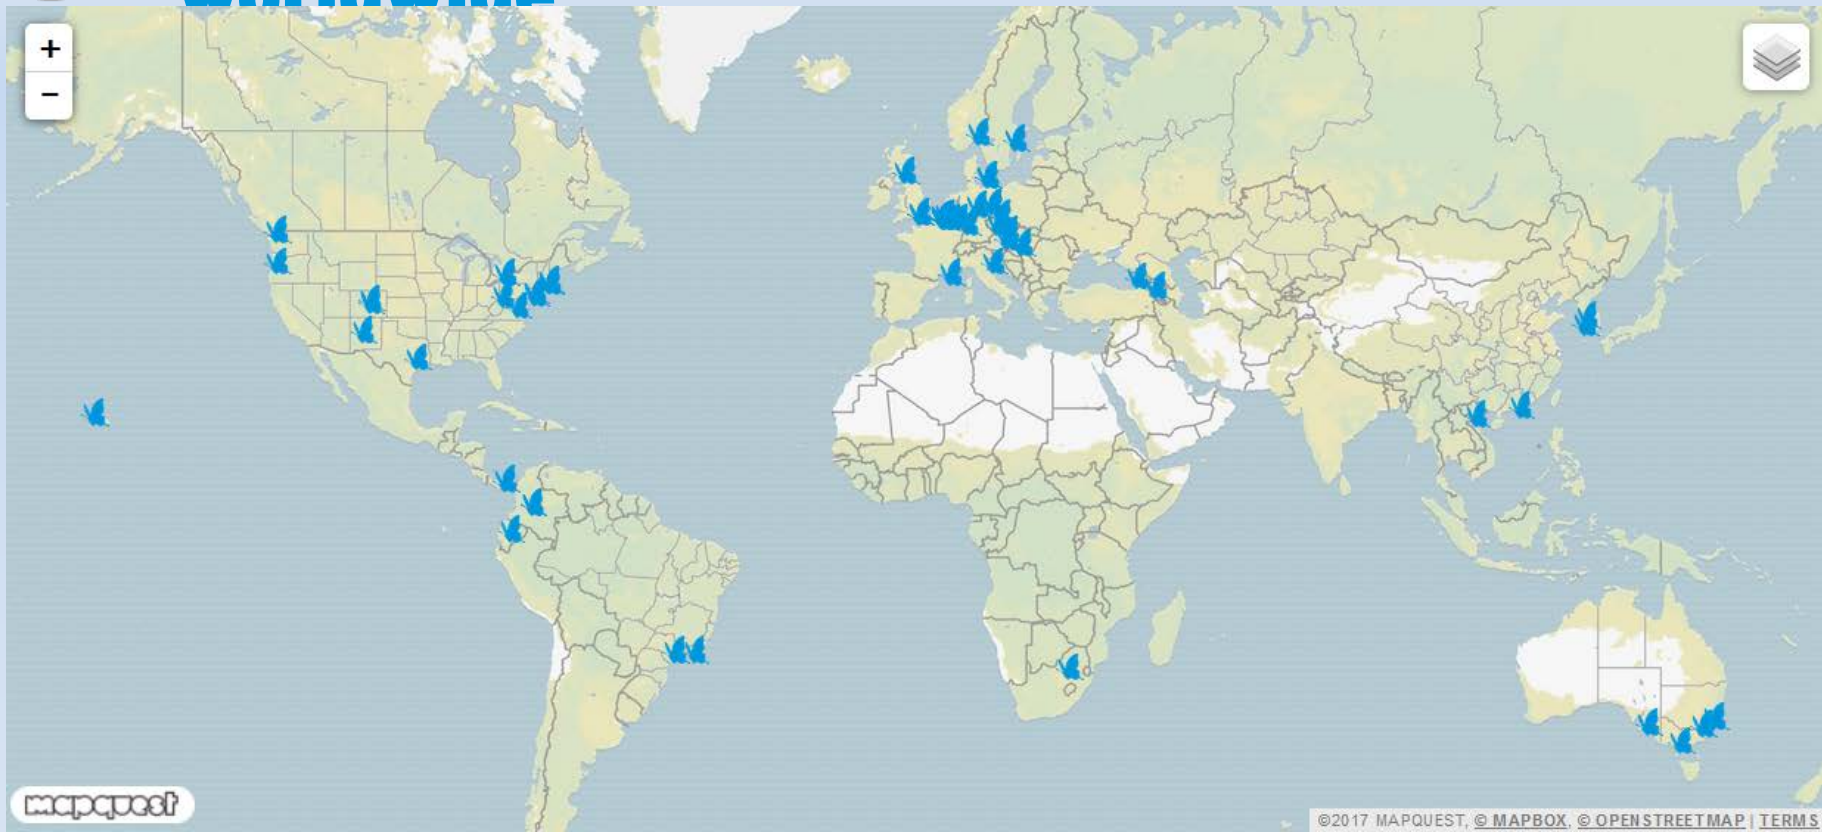 +
−
mapquest
©2017 MAPQUEST, © MAPBOX, © OPENSTREETMAP | TERMS